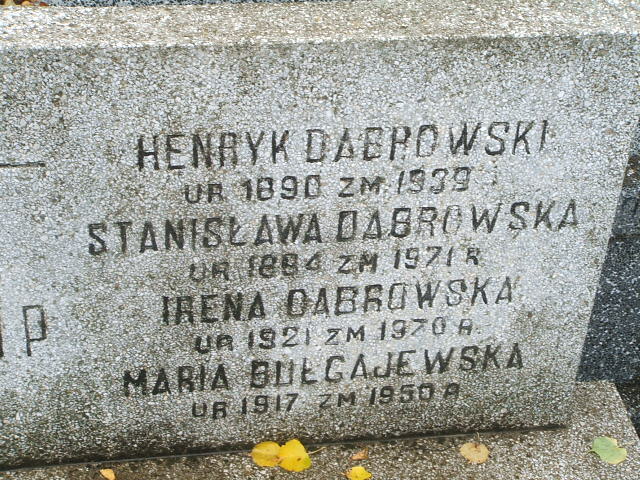 HENRYK DĄBROWSKI
UR 1890 ZM 1939
STANISŁAWA DĄBROWSKA
UR. 1884 ZM 1971 R
IRENA DĄBROWSKA
UR 1921 ZM 1970 R.
MARIA BUŁGAJEWSKA
UR 1917 ZM 1950 R
P